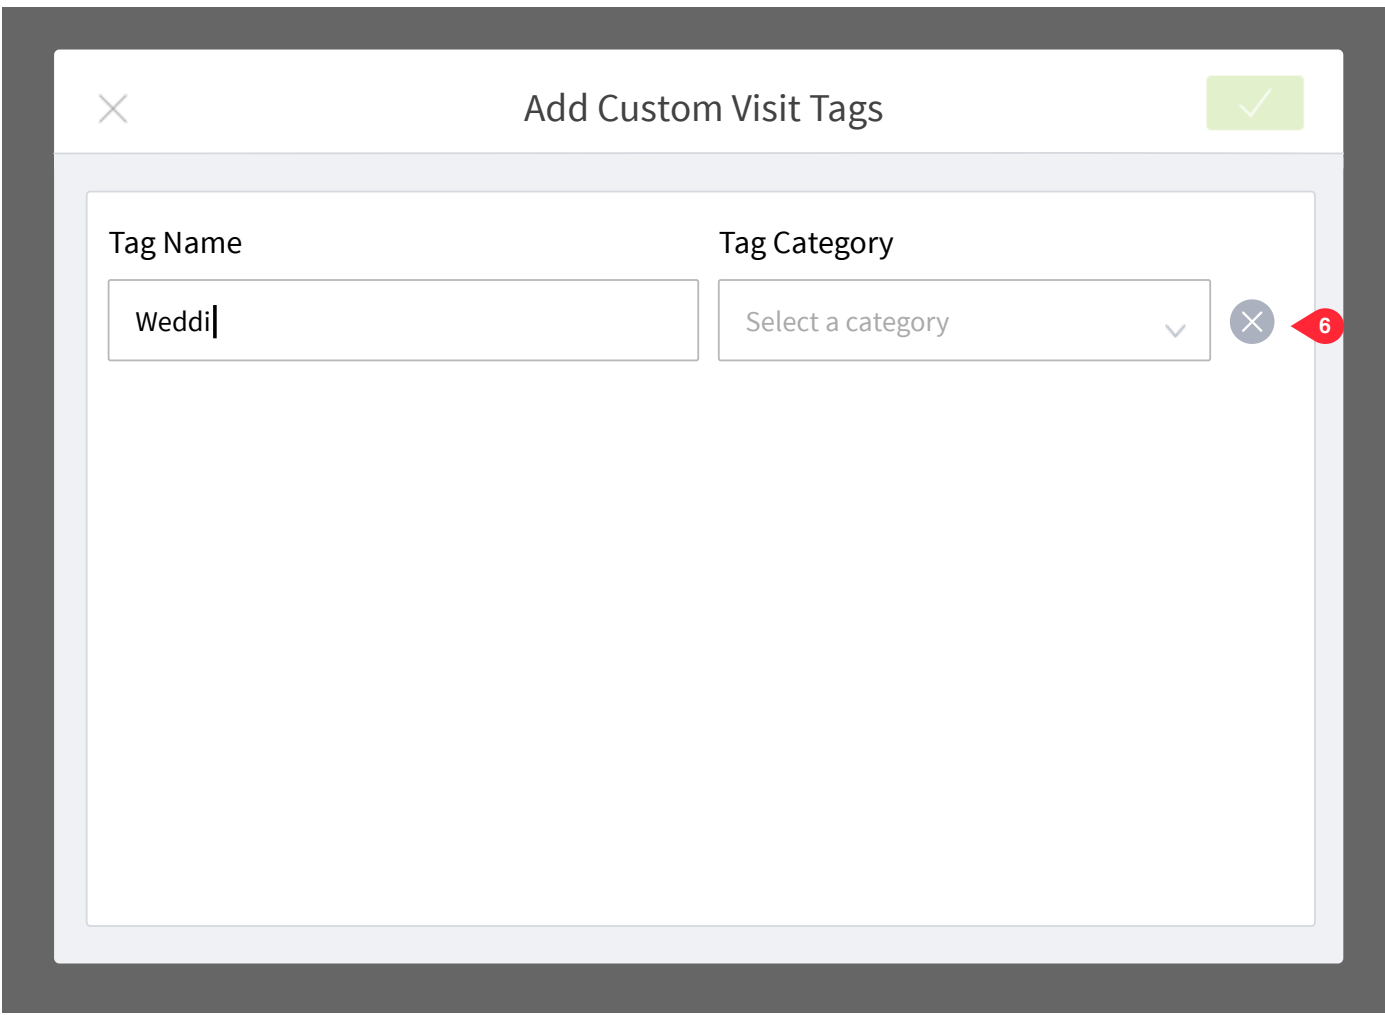 Add Custom Visit Tags
Tag Name
Tag Category
Weddi
Select a category
6